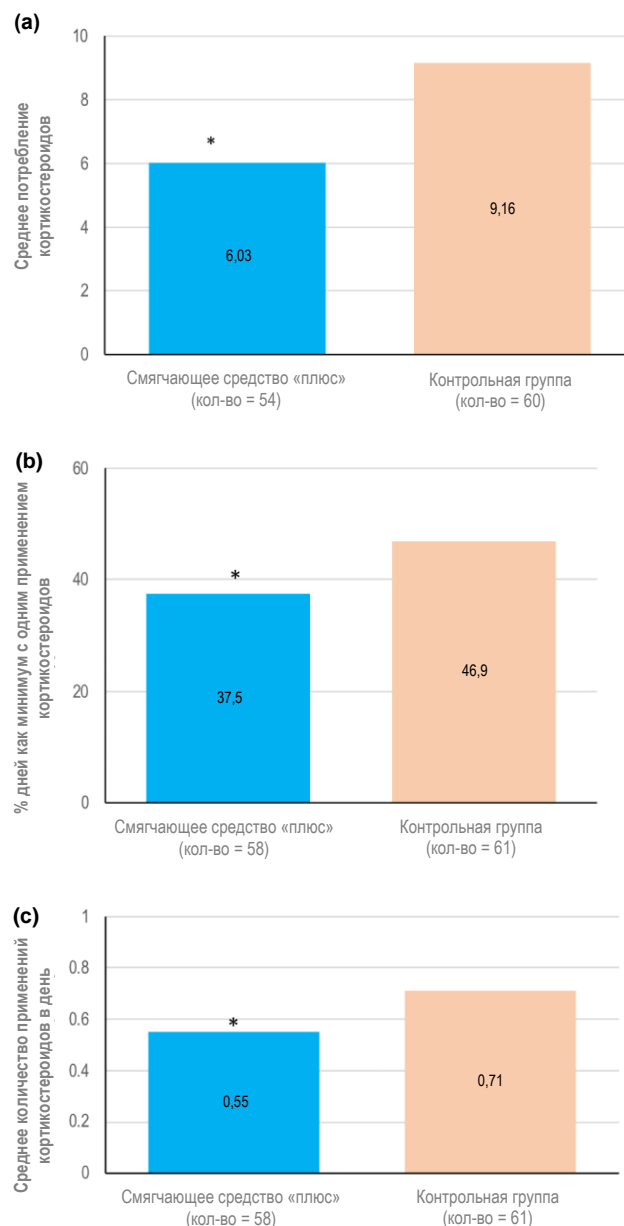 (a)
Среднее потребление
кортикостероидов
10
8
6
4
2
0
*
6,03
9,16
Смягчающее средство «плюс»
(кол-во = 54)
Контрольная группа
(кол-во = 60)
(b)
% дней как минимум с одним применением
кортикостероидов
60
40
20
0
*
37,5
46,9
Смягчающее средство «плюс»
(кол-во = 58)
Контрольная группа
(кол-во = 61)
(c)
Среднее количество применений
кортикостероидов в день
1
0.8
0.6
0.4
0.2
0
*
0,55
0,71
Смягчающее средство «плюс»
(кол-во = 58)
Контрольная группа
(кол-во = 61)